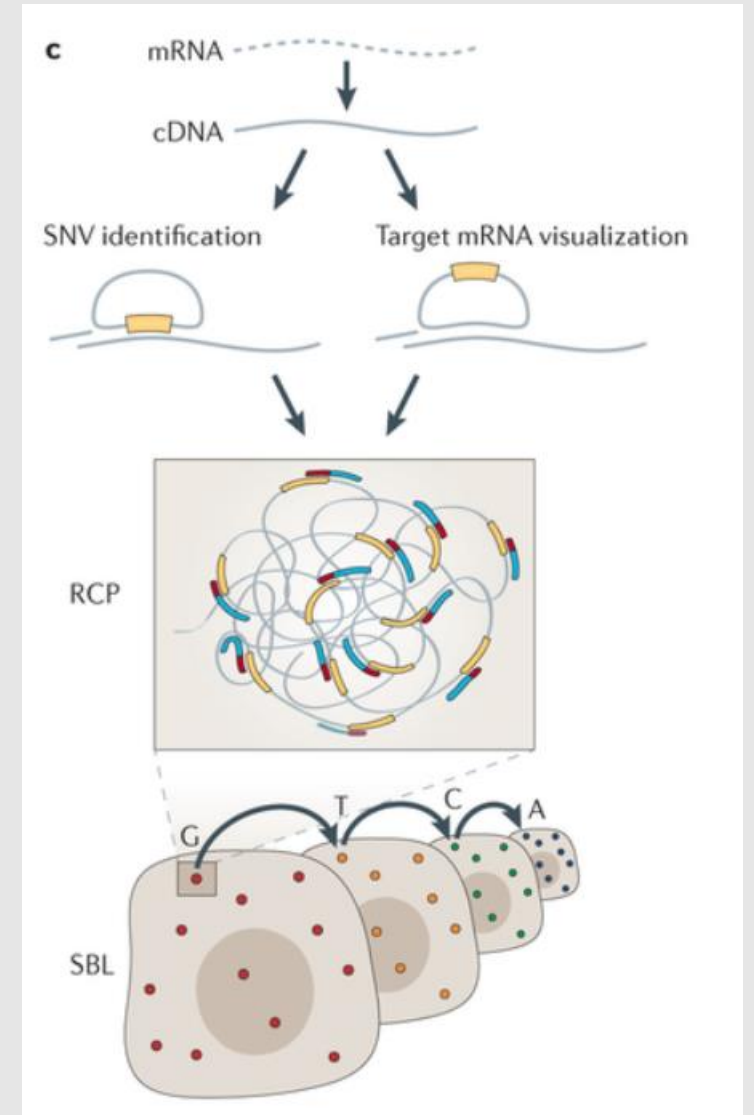 c
mRNA
cDNA
SNV identification
Target mRNA visualization
RCP
G
T
C
A
SBL